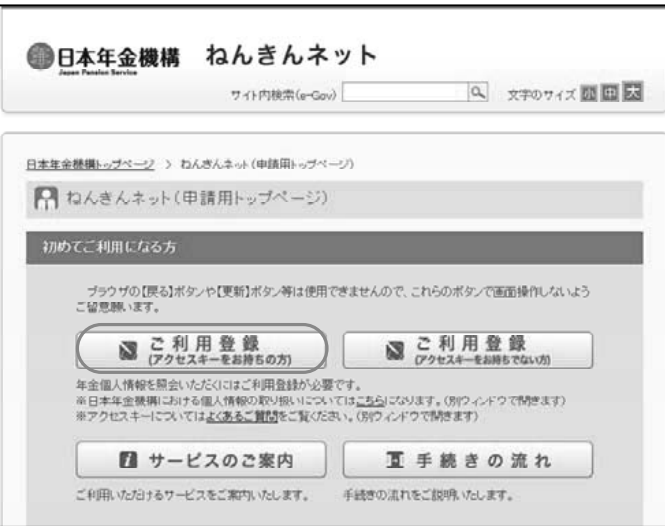 日本年金機構 ねんきんネット
Japan Pension Service
サイト内検索(e-Gov)
文字のサイズ 小 中 大
日本年金機構トップページ > ねんきんネット(申請用トップページ)
ねんきんネット(申請用トップページ)
初めてご利用になる方
ブラウザの【戻る】ボタンや【更新】ボタン等は使用できませんので、これらのボタンで画面操作しないよう
ご留意願います。
ご利用登録
(アクセスキーをお持ちの方)
ご利用登録
(アクセスキーをお持ちでない方)
年金個人情報を照会いただくにはご利用登録が必要です。
※日本年金機構における個人情報の取り扱いについてはこちらになります。(別ウィンドウで開きます)
※アクセスキーについてはよくあるご質問をご覧ください。(別ウィンドウで開きます)
サービスのご案内
手続きの流れ
ご利用いただけるサービスをご案内いたします。
手続きの流れをご説明いたします。